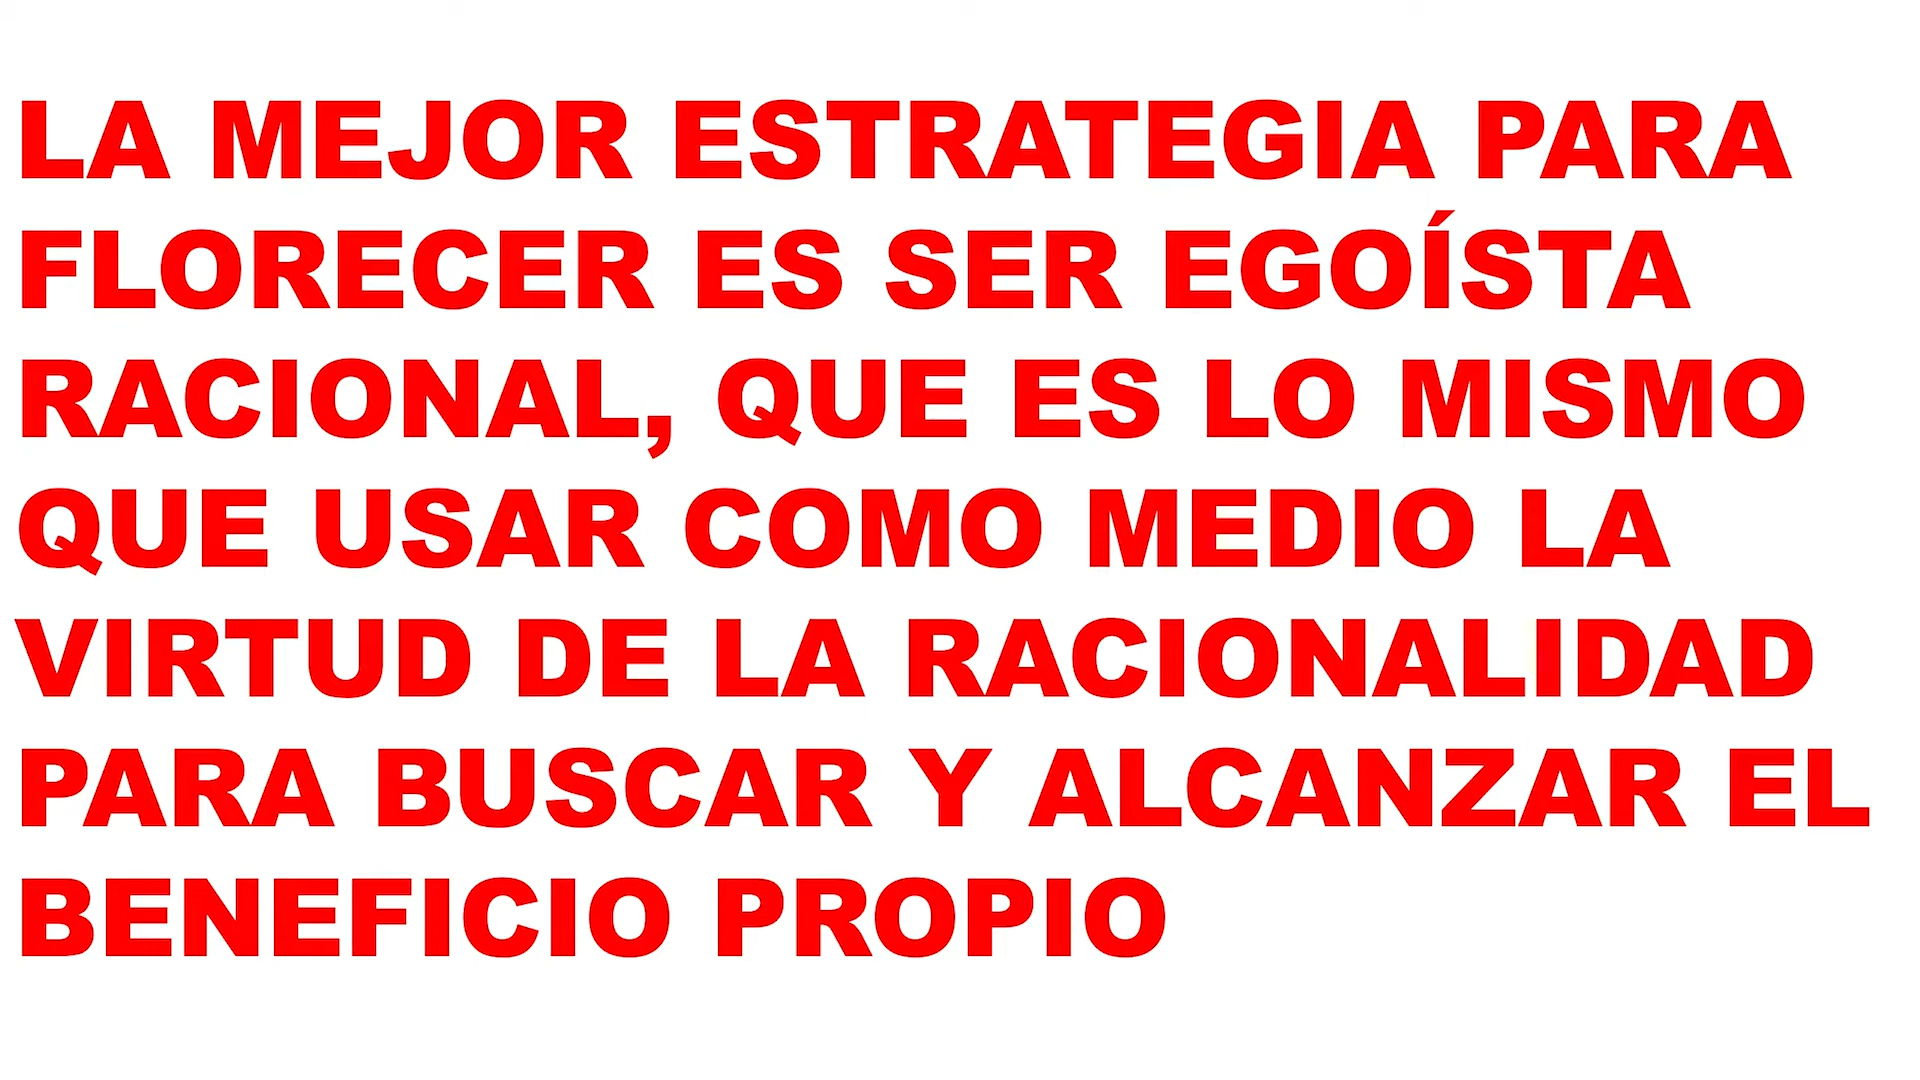 LA MEJOR ESTRATEGIA PARA
FLORECER ES SER EGOÍSTA
RACIONAL, QUE ES LO MISMO
QUE USAR COMO MEDIO LA
VIRTUD DE LA RACIONALIDAD
PARA BUSCAR Y ALCANZAR EL
BENEFICIO PROPIO